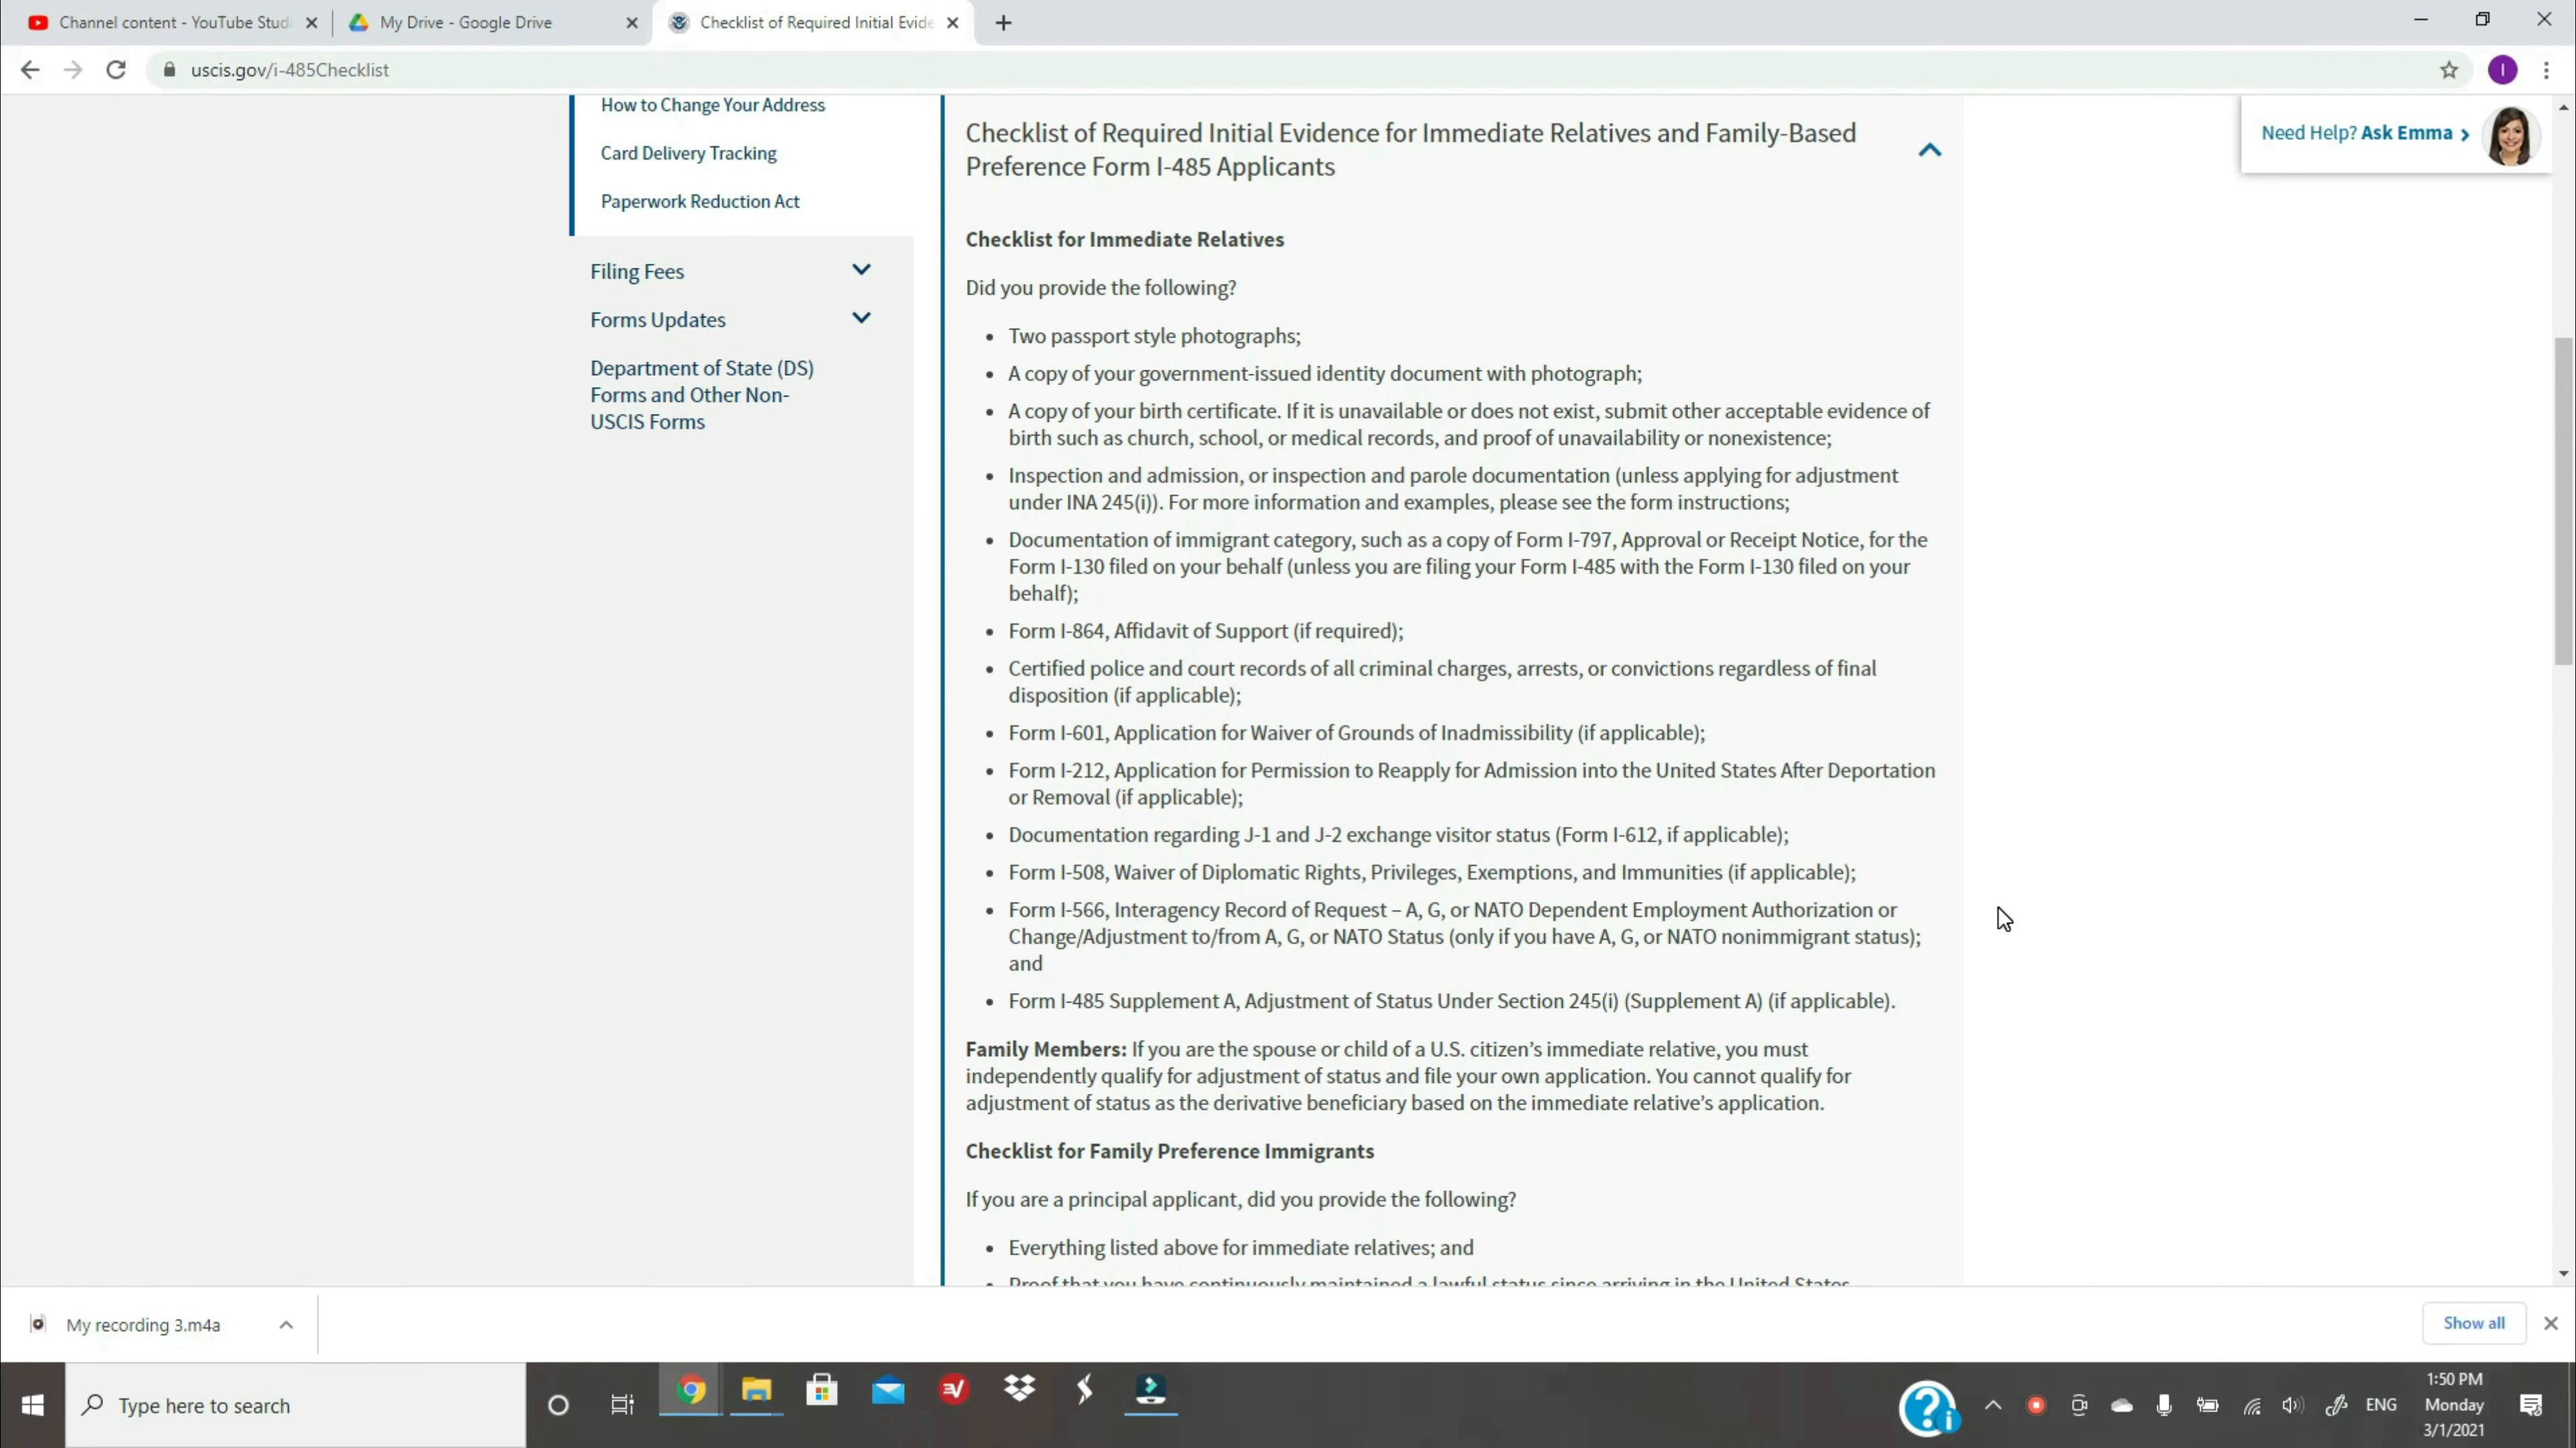 Channel content - YouTube Studi
My Drive - Google Drive
Checklist of Required Initial Evide
uscis.gov/i-485Checklist
I
How to Change Your Address
Card Delivery Tracking
Paperwork Reduction Act
Filing Fees
Forms Updates
Department of State (DS)
Forms and Other Non-
USCIS Forms
Checklist of Required Initial Evidence for Immediate Relatives and Family-Based
Preference Form I-485 Applicants
Need Help? Ask Emma
Checklist for Immediate Relatives
Did you provide the following?
• Two passport style photographs;
• A copy of your government-issued identity document with photograph;
• A copy of your birth certificate. If it is unavailable or does not exist, submit other acceptable evidence of
birth such as church, school, or medical records, and proof of unavailability or nonexistence;
• Inspection and admission, or inspection and parole documentation (unless applying for adjustment
under INA 245(i)). For more information and examples, please see the form instructions;
• Documentation of immigrant category, such as a copy of Form I-797, Approval or Receipt Notice, for the
Form I-130 filed on your behalf (unless you are filing your Form I-485 with the Form I-130 filed on your
behalf);
• Form I-864, Affidavit of Support (if required);
• Certified police and court records of all criminal charges, arrests, or convictions regardless of final
disposition (if applicable);
• Form I-601, Application for Waiver of Grounds of Inadmissibility (if applicable);
• Form I-212, Application for Permission to Reapply for Admission into the United States After Deportation
or Removal (if applicable);
• Documentation regarding J-1 and J-2 exchange visitor status (Form I-612, if applicable);
• Form I-508, Waiver of Diplomatic Rights, Privileges, Exemptions, and Immunities (if applicable);
• Form I-566, Interagency Record of Request – A, G, or NATO Dependent Employment Authorization or
Change/Adjustment to/from A, G, or NATO Status (only if you have A, G, or NATO nonimmigrant status);
and
• Form I-485 Supplement A, Adjustment of Status Under Section 245(i) (Supplement A) (if applicable).
Family Members: If you are the spouse or child of a U.S. citizen’s immediate relative, you must
independently qualify for adjustment of status and file your own application. You cannot qualify for
adjustment of status as the derivative beneficiary based on the immediate relative’s application.
Checklist for Family Preference Immigrants
If you are a principal applicant, did you provide the following?
• Everything listed above for immediate relatives; and
• Proof that you have continuously maintained a lawful status since arriving in the United States
My recording 3.m4a
Show all
Type here to search
ENG
1:50 PM
Monday
3/1/2021